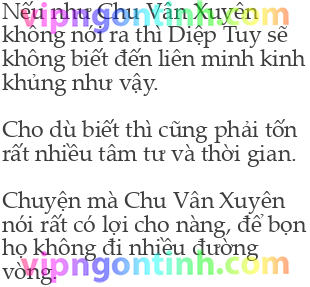 Nếu như Chu Vân Xuyên
không nói ra thì Diệp Tuy sẽ
không biết đến liên minh kinh
khủng như vậy.
Cho dù biết thì cũng phải tốn
rất nhiều tâm tư và thời gian.
Chuyện mà Chu Vân Xuyên
nói rất có lợi cho nàng, để bọn
họ không đi nhiều đường
vòng.
vipngontinh.com
vipngontinh.com